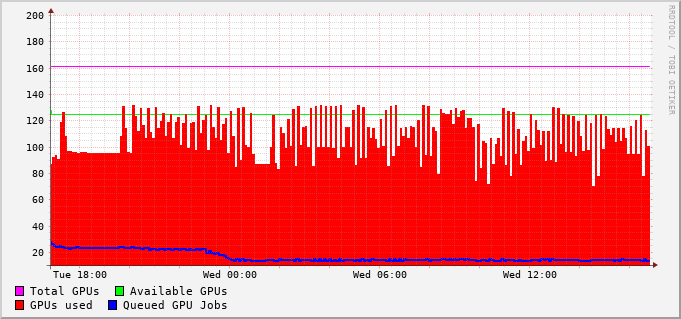 200
180
160
140
120
100
80
60
40
20
Tue 18:00 Wed 00:00 Wed 06:00 Wed 12:00
Total GPUs Available GPUs
GPUs used Queued GPU Jobs
RRDTOOL / TOBI OETIKER